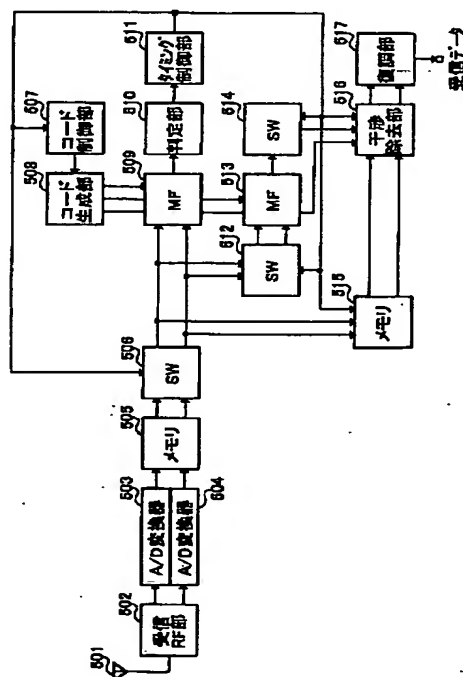 501
502
受信
RF部
503
A/D変換器
504
A/D変換器
505
メモリ
506
SW
507
コード
制御部
508
コード
生成部
509
MF
510
判定部
511
タイミング
制御部
512
SW
513
MF
514
SW
515
メモリ
516
干渉
除去部
517
復調部
受信データ